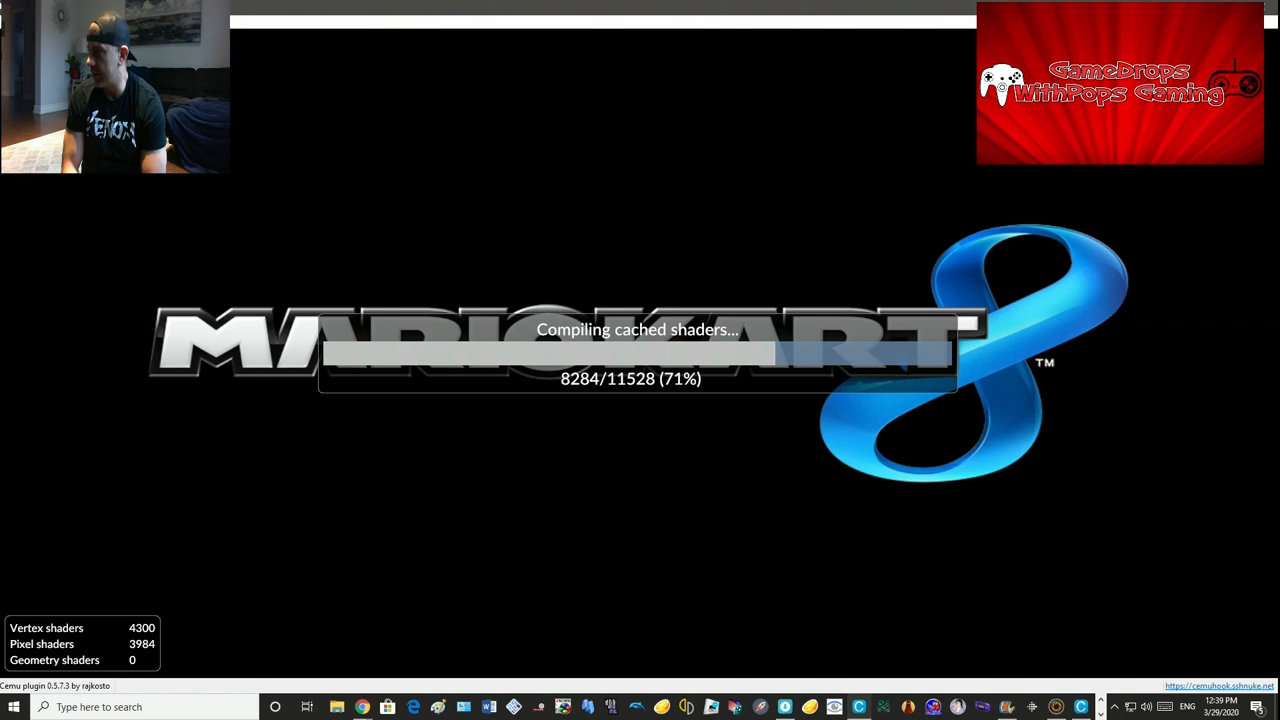 VENOM
GameDrops
WithPops Gaming
MARIOKART 8
TM
Compiling cached shaders...
8284/11528 (71%)
Vertex shaders 4300
Pixel shaders 3984
Geometry shaders 0
Cemu plugin 0.5.7.3 by rajkosto
https://cemuhook.sshnuke.net
Type here to search
ENG
12:39 PM
3/29/2020